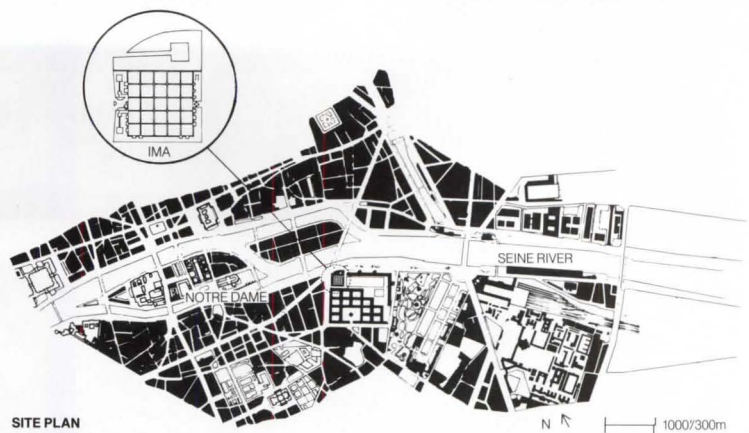 IMA
SEINE RIVER
NOTRE DAME
SITE PLAN
N
1000'/300m